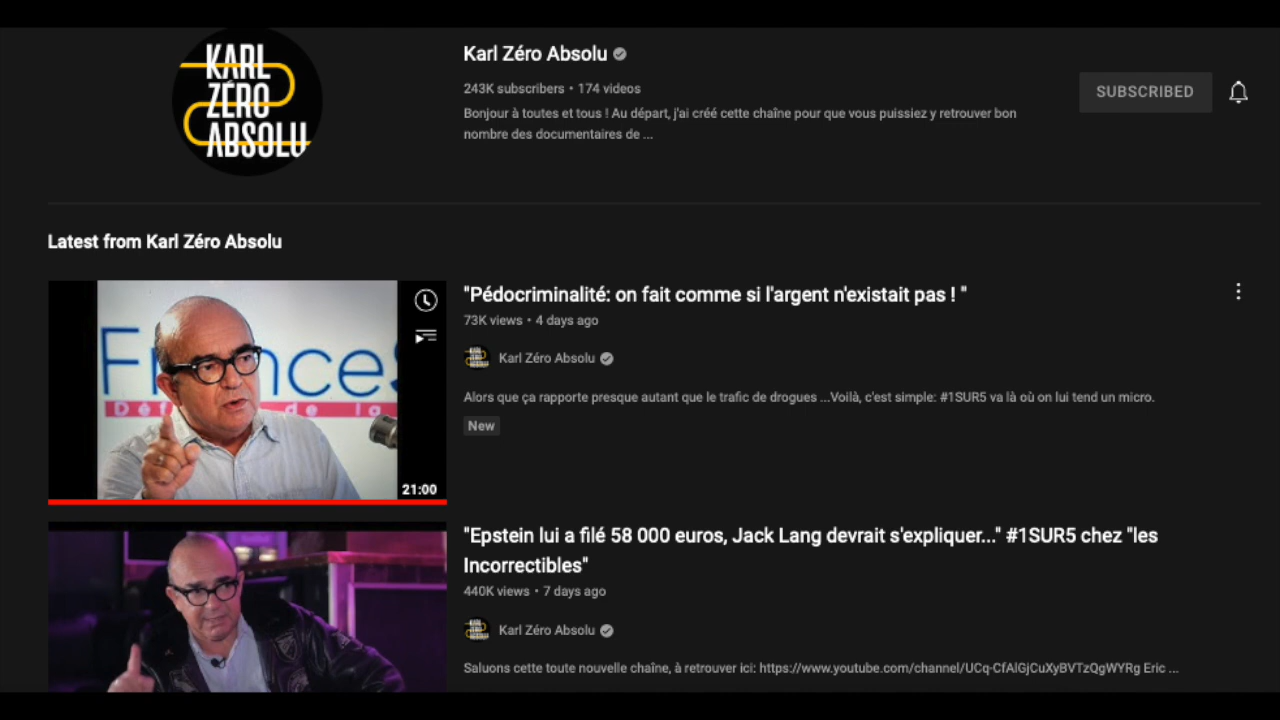 KARL
ZÉRO
ABSOLU
Karl Zéro Absolu
243K subscribers • 174 videos
Bonjour à toutes et tous ! Au départ, j'ai créé cette chaîne pour que vous puissiez y retrouver bon
nombre des documentaires de ...
SUBSCRIBED
Latest from Karl Zéro Absolu
21:00
"Pédocriminalité: on fait comme si l'argent n'existait pas ! "
73K views • 4 days ago
KARL
ZÉRO
ABSOLU
Karl Zéro Absolu
Alors que ça rapporte presque autant que le trafic de drogues ...Voilà, c'est simple: #1SUR5 va là où on lui tend un micro.
New
"Epstein lui a filé 58 000 euros, Jack Lang devrait s'expliquer..." #1SUR5 chez "les
Incorrectibles"
440K views • 7 days ago
KARL
ZÉRO
ABSOLU
Karl Zéro Absolu
Saluons cette toute nouvelle chaîne, à retrouver ici: https://www.youtube.com/channel/UCq-CfAlGjCuXyBVTzQgWYRg Eric ...